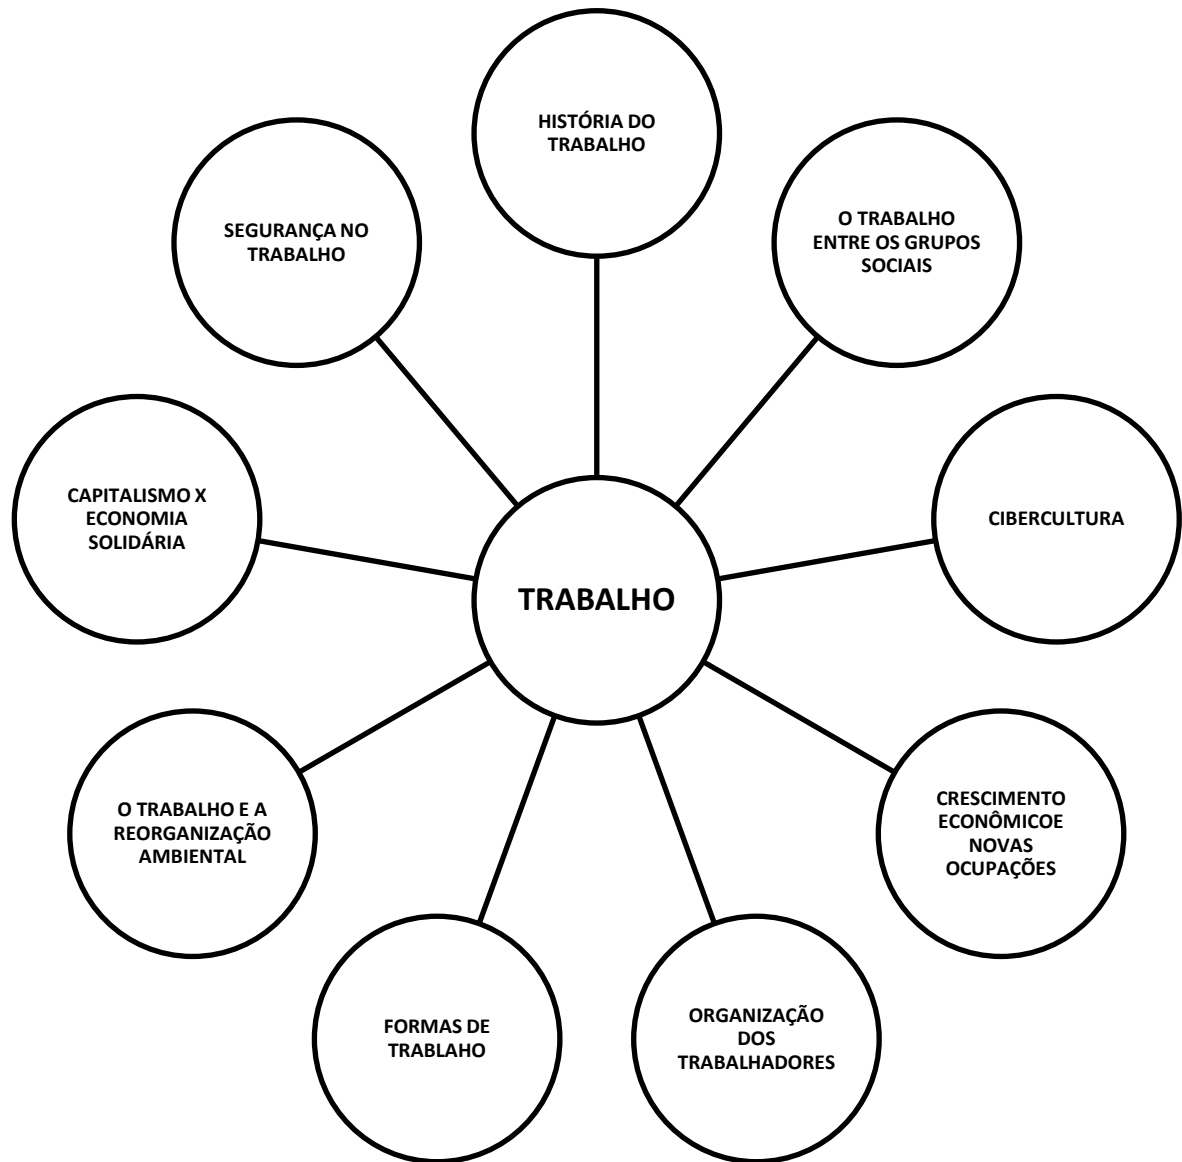 HISTÓRIA DO
TRABALHO
O TRABALHO
ENTRE OS GRUPOS
SOCIAIS
CIBERCULTURA
CRESCIMENTO
ECONÔMICOE
NOVAS
OCUPAÇÕES
ORGANIZAÇÃO
DOS
TRABALHADORES
FORMAS DE
TRABLAHO
O TRABALHO E A
REORGANIZAÇÃO
AMBIENTAL
CAPITALISMO X
ECONOMIA
SOLIDÁRIA
SEGURANÇA NO
TRABALHO
TRABALHO